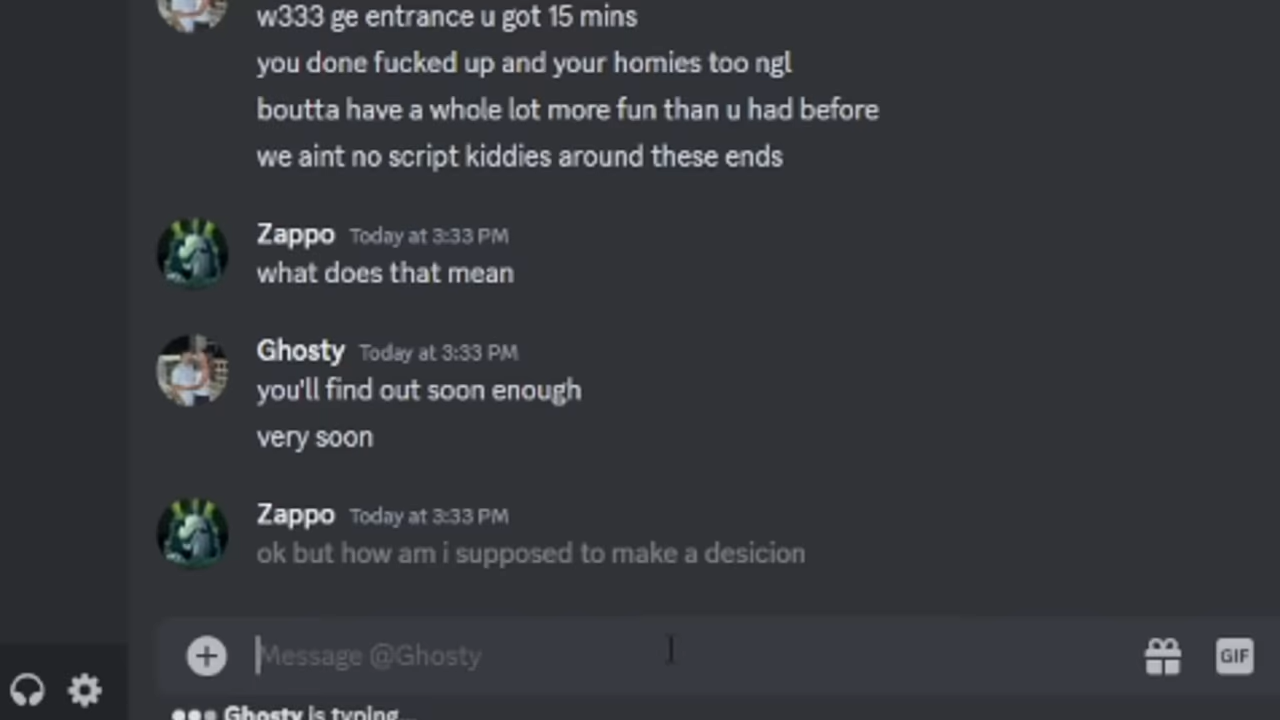 w333 ge entrance u got 15 mins
you done fucked up and your homies too ngl
boutta have a whole lot more fun than u had before
we aint no script kiddies around these ends
Zappo Today at 3:33 PM
what does that mean
Ghosty Today at 3:33 PM
you'll find out soon enough
very soon
Zappo Today at 3:33 PM
ok but how am i supposed to make a desicion
Message @Ghosty
GIF
Ghosty is typing...